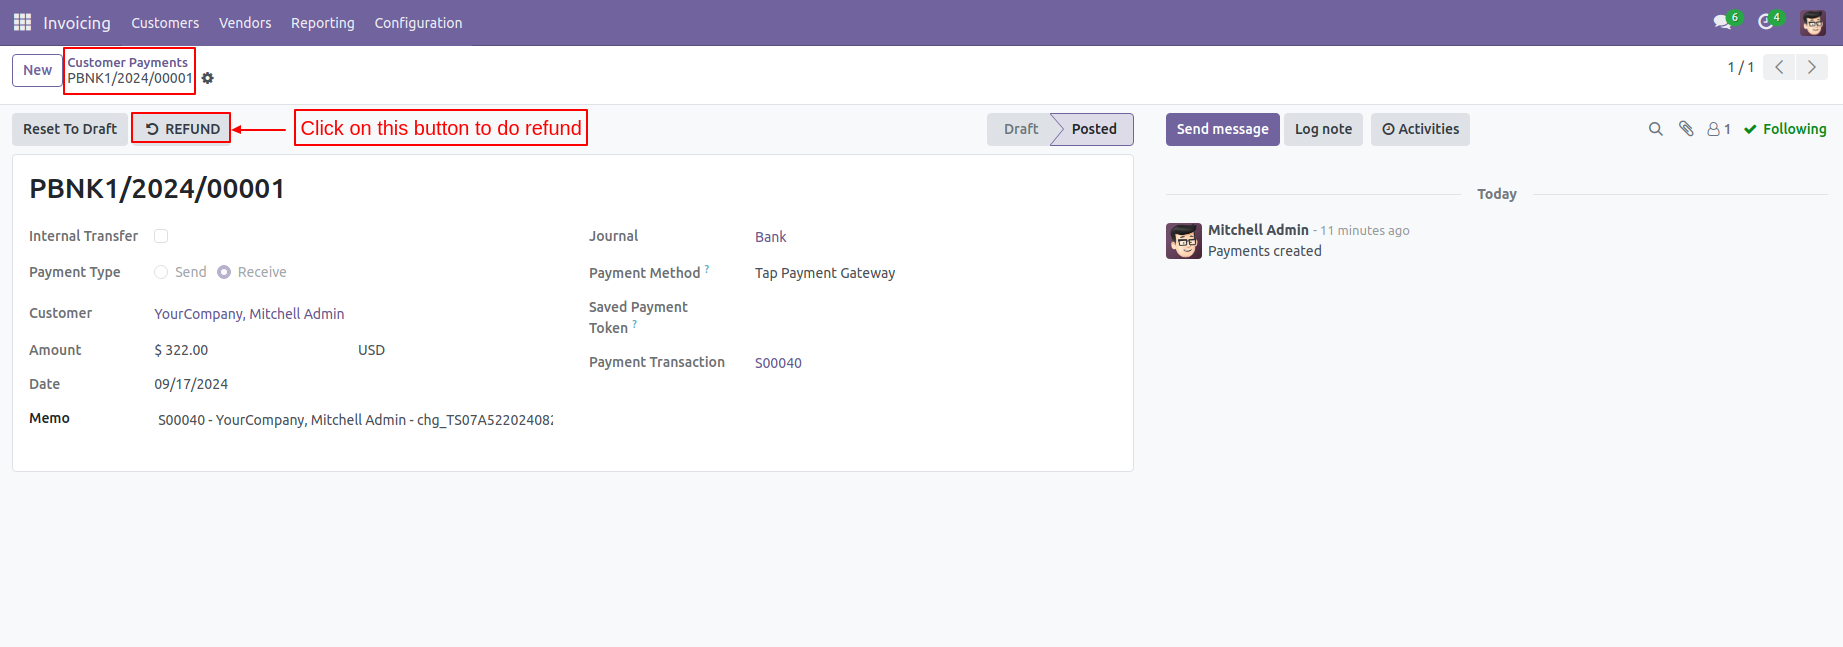 Invoicing Customers Vendors Reporting Configuration 6 4
New Customer Payments
PBNK1/2024/00001
1 / 1
Reset To Draft REFUND Click on this button to do refund Draft Posted Send message Log note Activities 1 Following
PBNK1/2024/00001
Today
Internal Transfer
Payment Type Send Receive
Customer YourCompany, Mitchell Admin
Amount $ 322.00 USD
Date 09/17/2024
Memo S00040 - YourCompany, Mitchell Admin - chg_TS07A52202408
Journal Bank
Payment Method ? Tap Payment Gateway
Saved Payment
Token ?
Payment Transaction S00040
Mitchell Admin - 11 minutes ago
Payments created